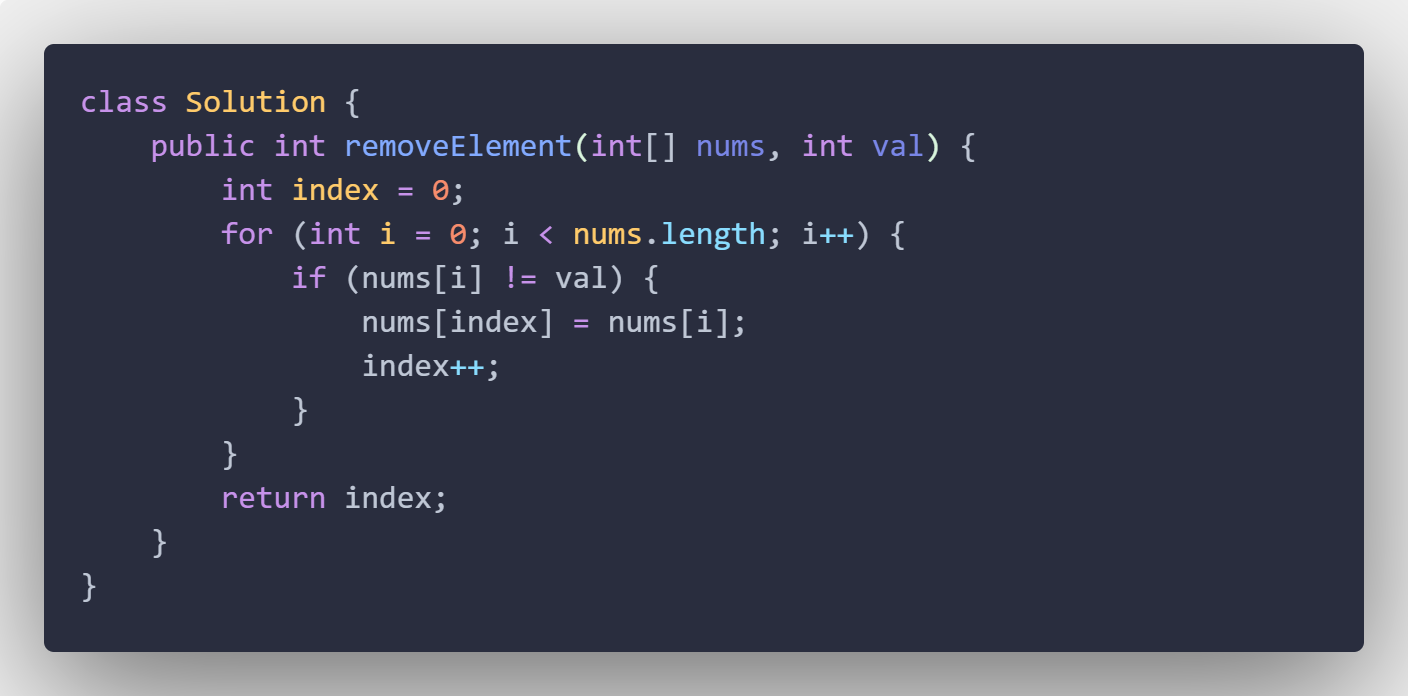 class Solution {
    public int removeElement(int[] nums, int val) {
        int index = 0;
        for (int i = 0; i < nums.length; i++) {
            if (nums[i] != val) {
                nums[index] = nums[i];
                index++;
            }
        }
        return index;
    }
}